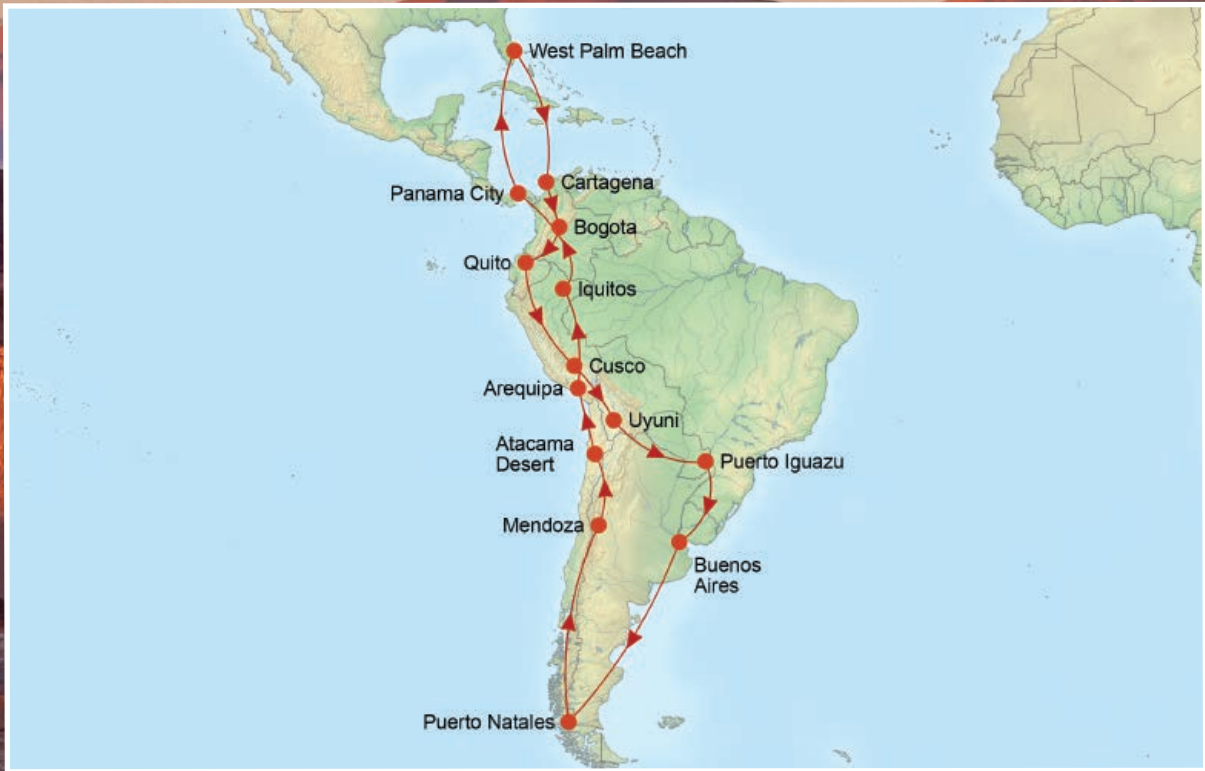 West Palm Beach
Cartagena
Panama City
Bogota
Quito
Iquitos
Cusco
Arequipa
Uyuni
Atacama
Desert
Puerto Iguazu
Mendoza
Buenos
Aires
Puerto Natales